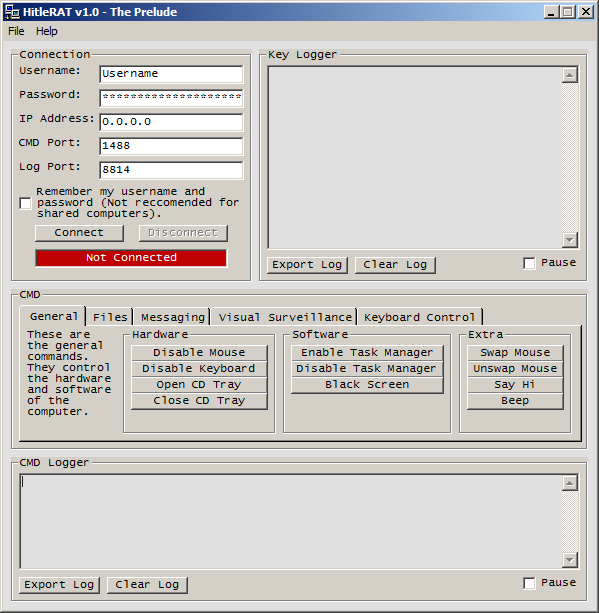 HitleRAT v1.0 - The Prelude
File Help
Connection
Username: Username
Password: ********************
IP Address: 0.0.0.0
CMD Port: 1488
Log Port: 8814
Remember my username and
password (Not reccomended for
shared computers).
Connect Disconnect
Not Connected
Key Logger
Export Log Clear Log Pause
CMD
General Files Messaging Visual Surveillance Keyboard Control
These are
the general
commands.
They control
the hardware
and software
of the
computer.
Hardware
Disable Mouse
Disable Keyboard
Open CD Tray
Close CD Tray
Software
Enable Task Manager
Disable Task Manager
Black Screen
Extra
Swap Mouse
Unswap Mouse
Say Hi
Beep
CMD Logger
Export Log Clear Log Pause